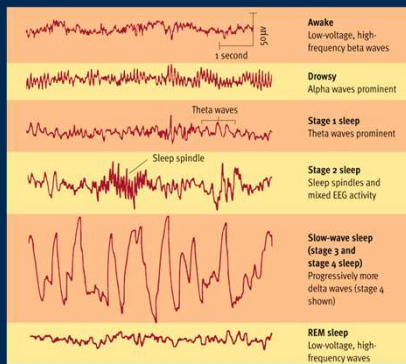 Awake
Low-voltage, high-
frequency beta waves
50 µV
1 second
Drowsy
Alpha waves prominent
Theta waves
Stage 1 sleep
Theta waves prominent
Sleep spindle
Stage 2 sleep
Sleep spindles and
mixed EEG activity
Slow-wave sleep
(stage 3 and
stage 4 sleep)
Progressively more
delta waves (stage 4
shown)
REM sleep
Low-voltage, high-
frequency waves